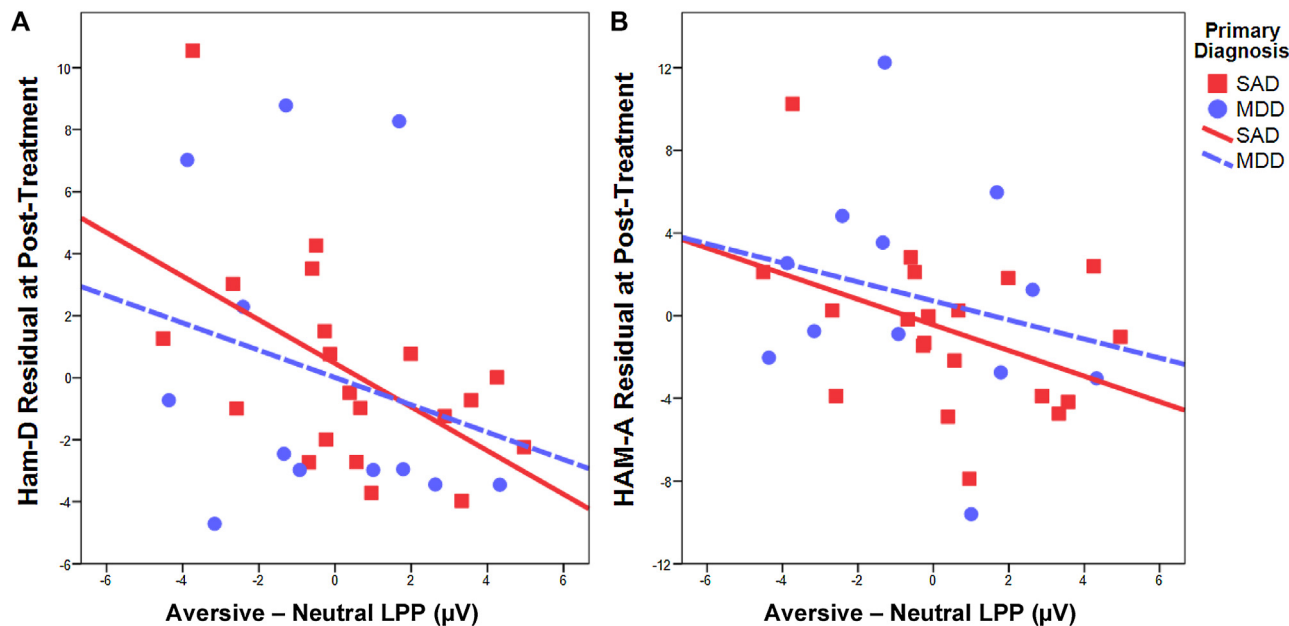 A
Ham-D Residual at Post-Treatment
10
8
6
4
2
0
-2
-4
-6
-6 -4 -2 0 2 4 6
Aversive – Neutral LPP (µV)
B
HAM-A Residual at Post-Treatment
12
8
4
0
-4
-8
-12
-6 -4 -2 0 2 4 6
Aversive – Neutral LPP (µV)
Primary
Diagnosis
SAD
MDD
SAD
MDD